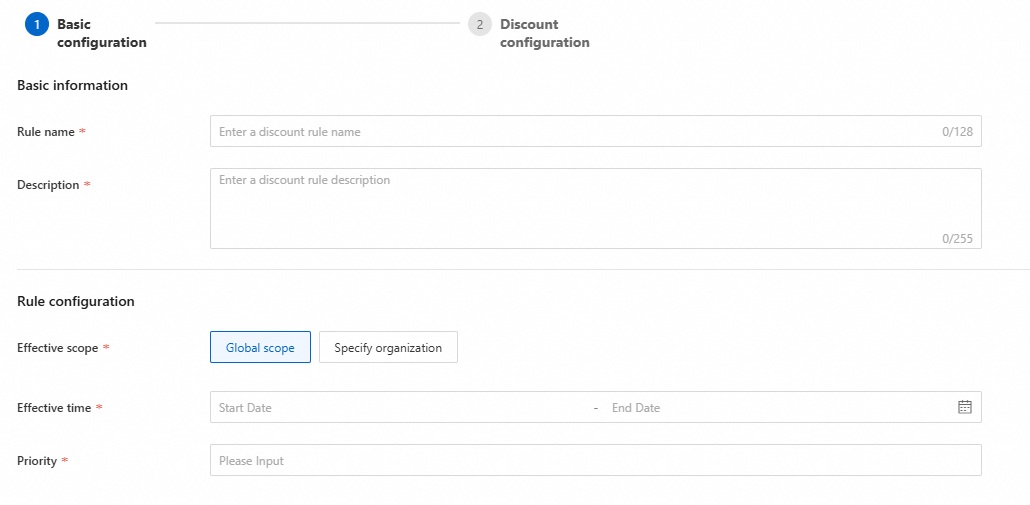 1 Basic configuration
2 Discount configuration
Basic information
Rule name * Enter a discount rule name 0/128
Description * Enter a discount rule description
0/255
Rule configuration
Effective scope * Global scope Specify organization
Effective time * Start Date - End Date
Priority * Please Input